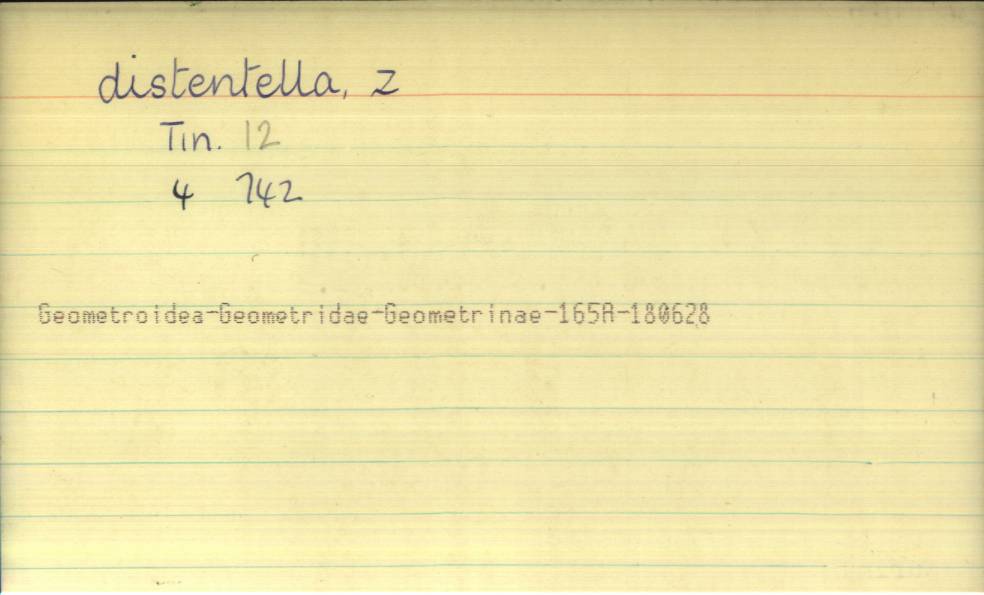 distentella, Z
Tin. 12
4 742
Geometroidea-Geometridae-Geometrinae-165A-180628